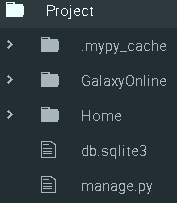 Project
.mypy_cache
GalaxyOnline
Home
db.sqlite3
manage.py